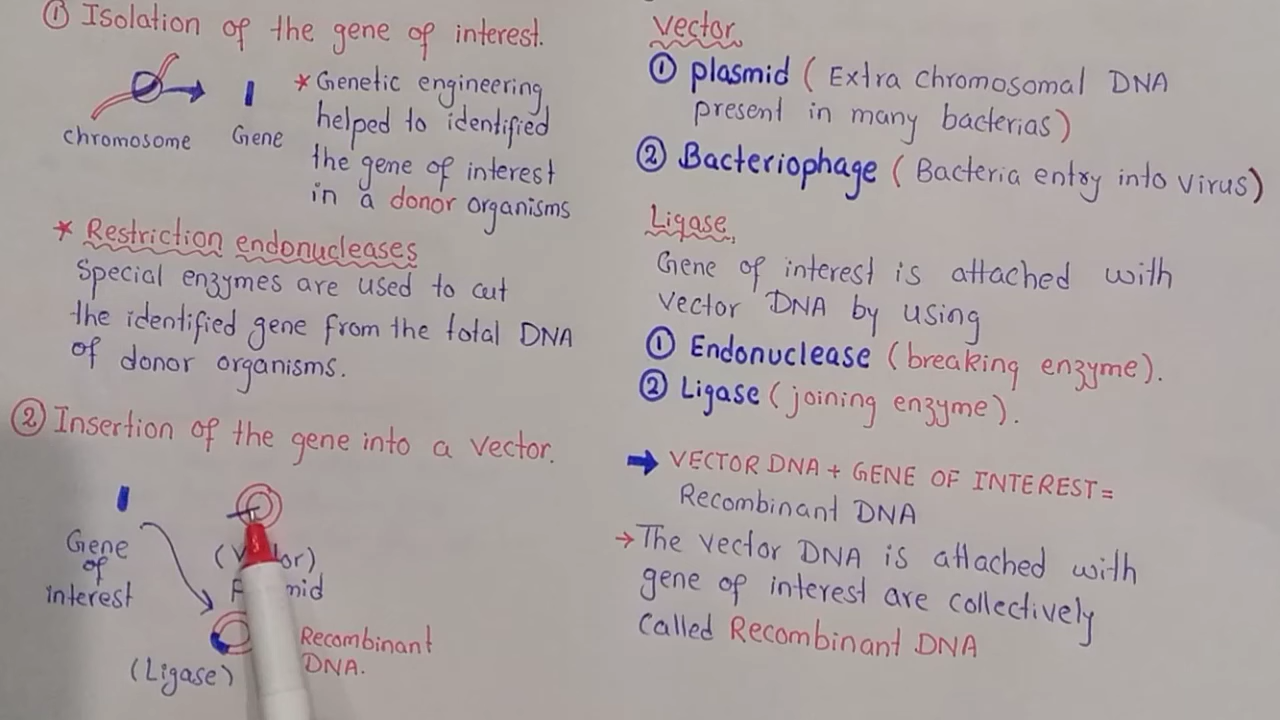 ① Isolation of the gene of interest.
chromosome
Gene
* Genetic engineering
helped to identified
the gene of interest
in a donor organisms
* Restriction endonucleases
Special enzymes are used to cut
the identified gene from the total DNA
of donor organisms.
② Insertion of the gene into a vector.
Gene
of
interest
Recombinant
DNA.
(Ligase)
Vector
① plasmid (Extra chromosomal DNA
present in many bacterias)
② Bacteriophage (Bacteria entry into virus)
Ligase
Gene of interest is attached with
vector DNA by using
① Endonuclease (breaking enzyme).
② Ligase (joining enzyme).
➡ VECTOR DNA + GENE OF INTEREST =
Recombinant DNA
→ The vector DNA is attached with
gene of interest are collectively
called Recombinant DNA